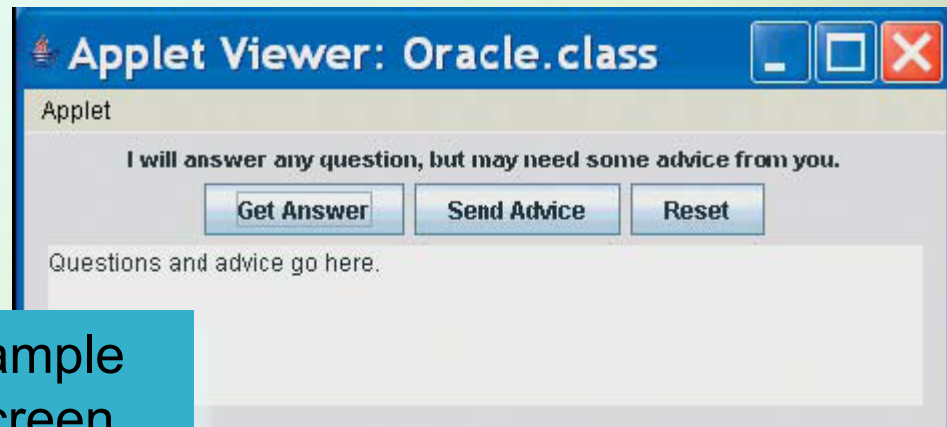 Applet Viewer: Oracle.class
Applet
I will answer any question, but may need some advice from you.
Get Answer Send Advice Reset
Questions and advice go here.
ample
creen